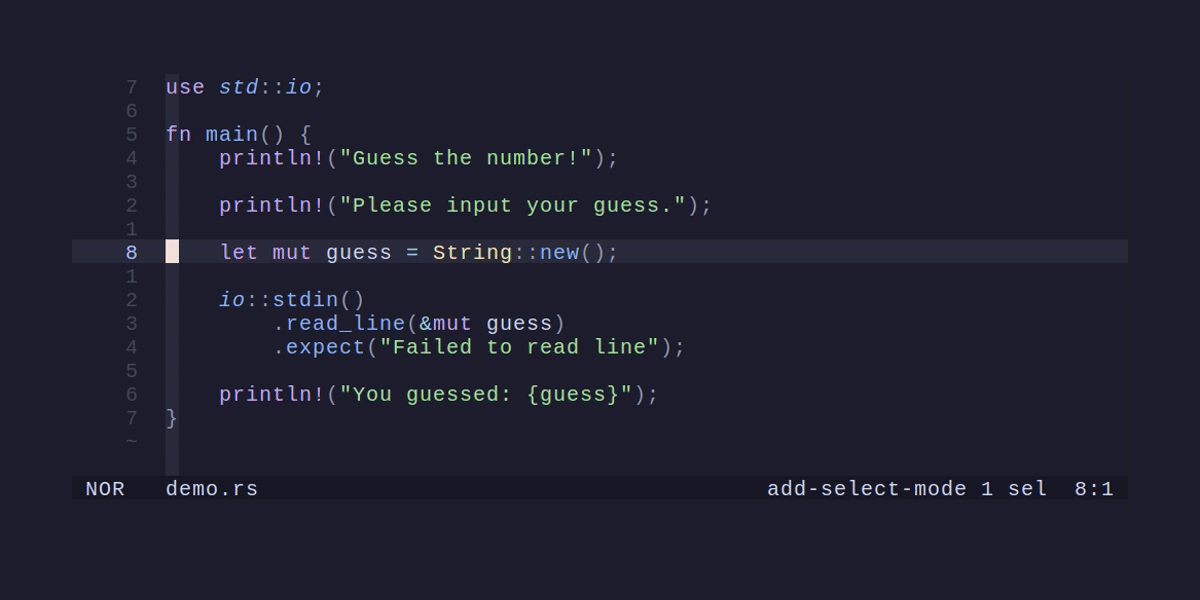 7 use std::io;
6
5 fn main() {
4     println!("Guess the number!");
3
2     println!("Please input your guess.");
1
8     let mut guess = String::new();
1
2     io::stdin()
3         .read_line(&mut guess)
4         .expect("Failed to read line");
5
6     println!("You guessed: {guess}");
7 }
~
NOR demo.rs add-select-mode 1 sel 8:1